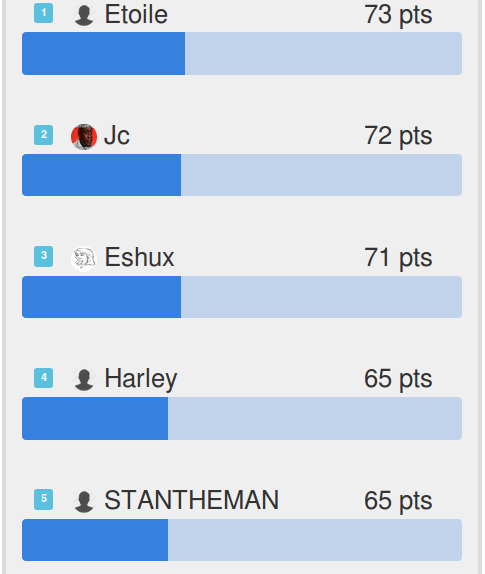 1 Etoile 73 pts
2 Jc 72 pts
3 Eshux 71 pts
4 Harley 65 pts
5 STANTHEMAN 65 pts